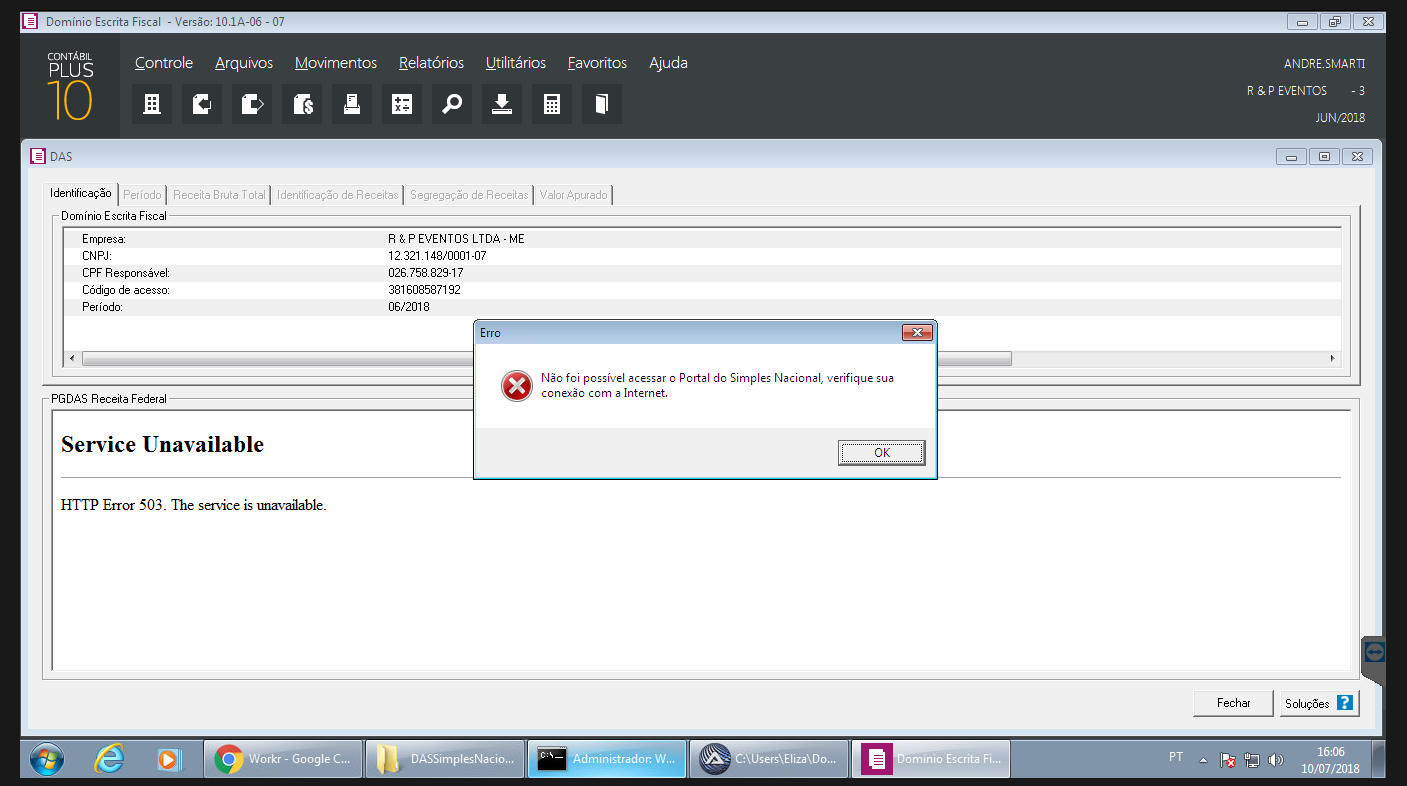 Domínio Escrita Fiscal - Versão: 10.1A-06 - 07
CONTÁBIL
PLUS
10
Controle Arquivos Movimentos Relatórios Utilitários Favoritos Ajuda
ANDRE.SMARTI
R & P EVENTOS - 3
JUN/2018
DAS
Identificação Período Receita Bruta Total Identificação de Receitas Segregação de Receitas Valor Apurado
Domínio Escrita Fiscal
Empresa: R & P EVENTOS LTDA - ME
CNPJ: 12.321.148/0001-07
CPF Responsável: 026.758.829-17
Código de acesso: 381608587192
Período: 06/2018
Erro
Não foi possível acessar o Portal do Simples Nacional, verifique sua
conexão com a Internet.
OK
PGDAS Receita Federal
Service Unavailable
HTTP Error 503. The service is unavailable.
Fechar Soluções ?
Workr - Google C... DASSimplesNacio... C:\ Administrador: W... C:\Users\Eliza\Do... Domínio Escrita Fi...
PT
16:06
10/07/2018